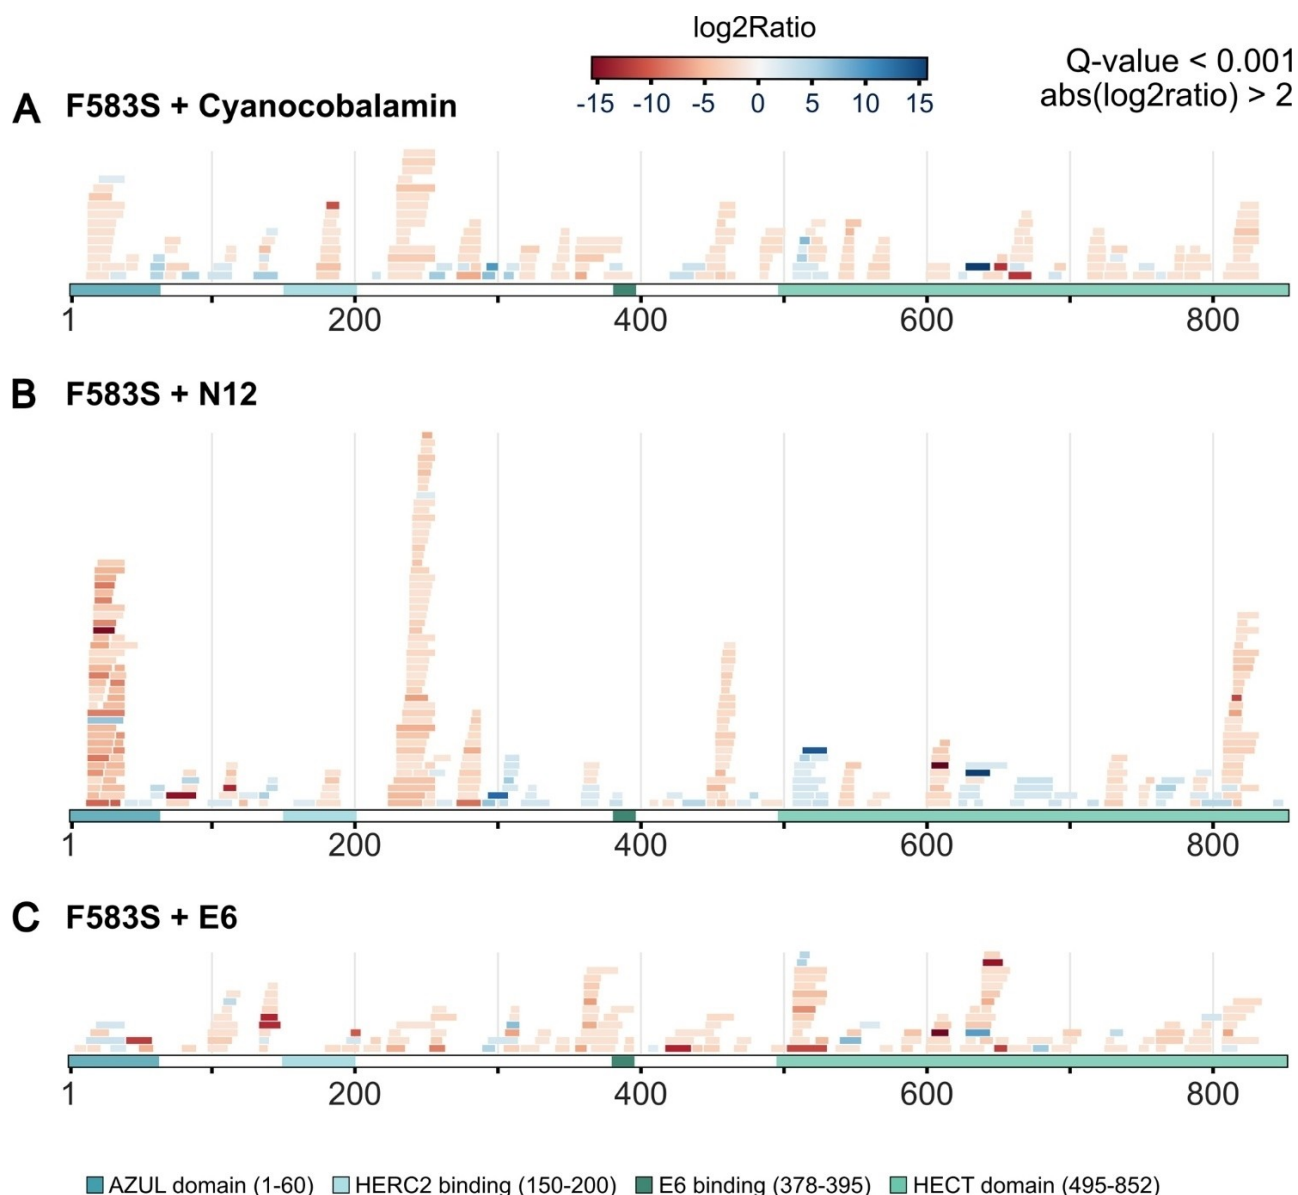 log2Ratio
-15 -10 -5 0 5 10 15
Q-value < 0.001
abs(log2ratio) > 2
A F583S + Cyanocobalamin
1 200 400 600 800
B F583S + N12
1 200 400 600 800
C F583S + E6
1 200 400 600 800
AZUL domain (1-60) HERC2 binding (150-200) E6 binding (378-395) HECT domain (495-852)